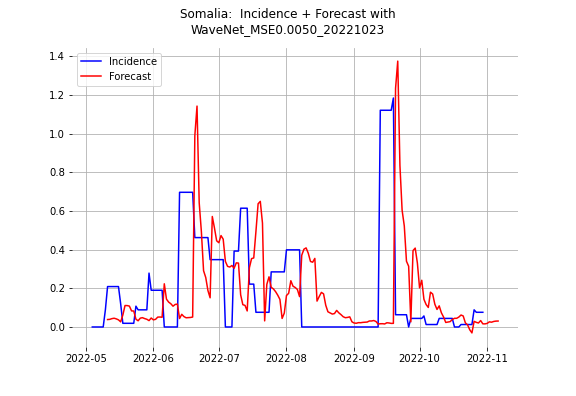 Somalia:  Incidence + Forecast with
WaveNet_MSE0.0050_20221023
Incidence
Forecast
1.4
1.2
1.0
0.8
0.6
0.4
0.2
0.0
2022-05 2022-06 2022-07 2022-08 2022-09 2022-10 2022-11